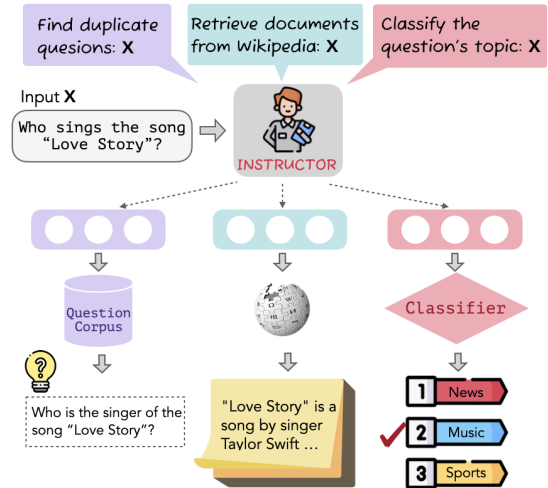 Find duplicate
quesions: X
Retrieve documents
from Wikipedia: X
Classify the
question's topic: X
Input X
Who sings the song
“Love Story”?
INSTRUCTOR
Question
Corpus
Classifier
?
Who is the singer of the
song “Love Story”?
"Love Story" is a
song by singer
Taylor Swift ...
1 News
2 Music
3 Sports